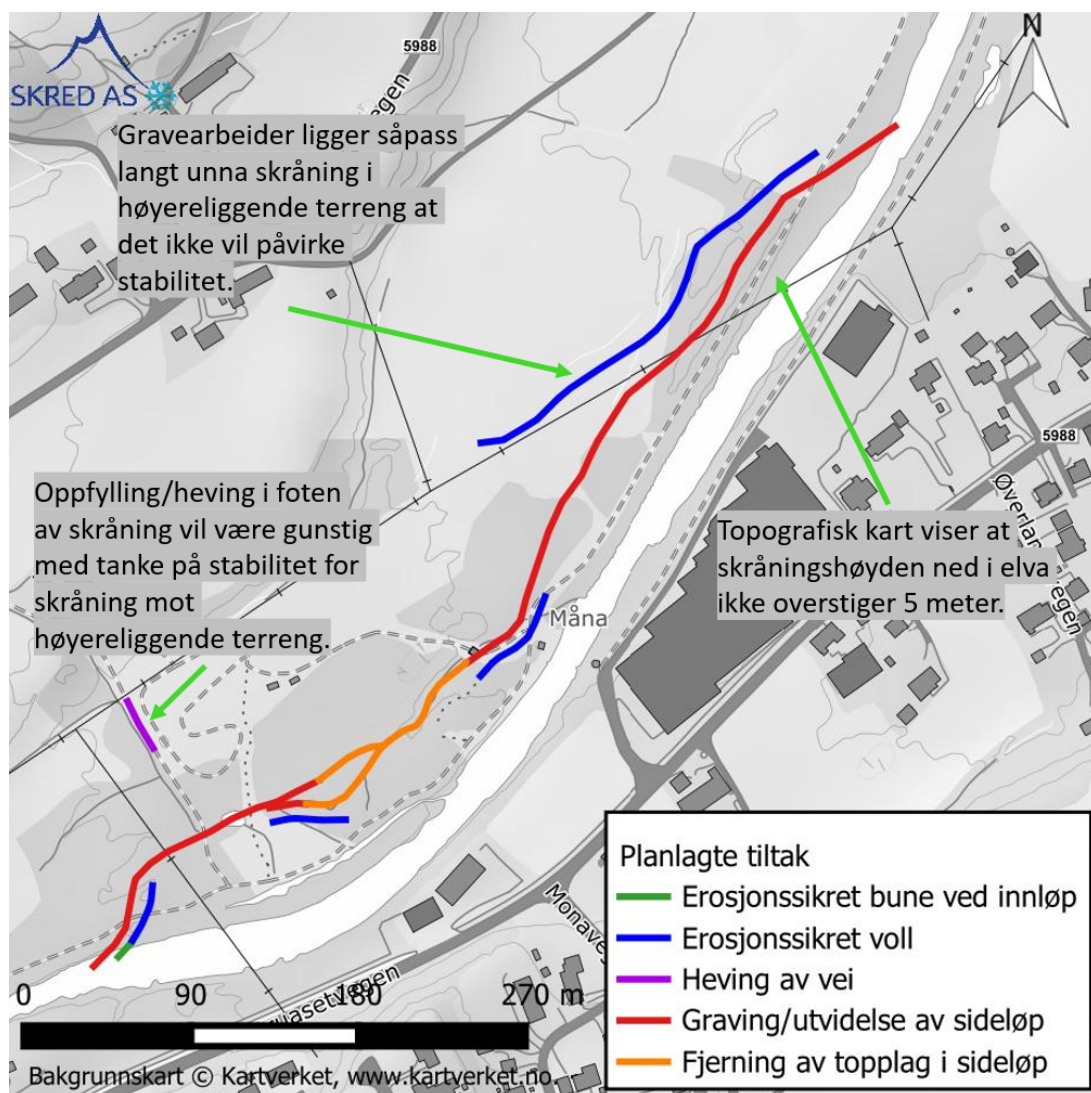 SKRED AS
5988
N
Gravearbeider ligger såpass
langt unna skråning i
høyereliggende terreng at
det ikke vil påvirke
stabilitet.
egen
5988
Oppfylling/heving i foten
av skråning vil være gunstig
med tanke på stabilitet for
skråning mot
høyereliggende terreng.
Topografisk kart viser at
skråningshøyden ned i elva
ikke overstiger 5 meter.
Måna
Planlagte tiltak
Erosjonssikret bune ved innløp
Erosjonssikret voll
Heving av vei
Graving/utvidelse av sideløp
Fjerning av topplag i sideløp
0 90 180 270 m
Bakgrunnskart © Kartverket, www.kartverket.no.